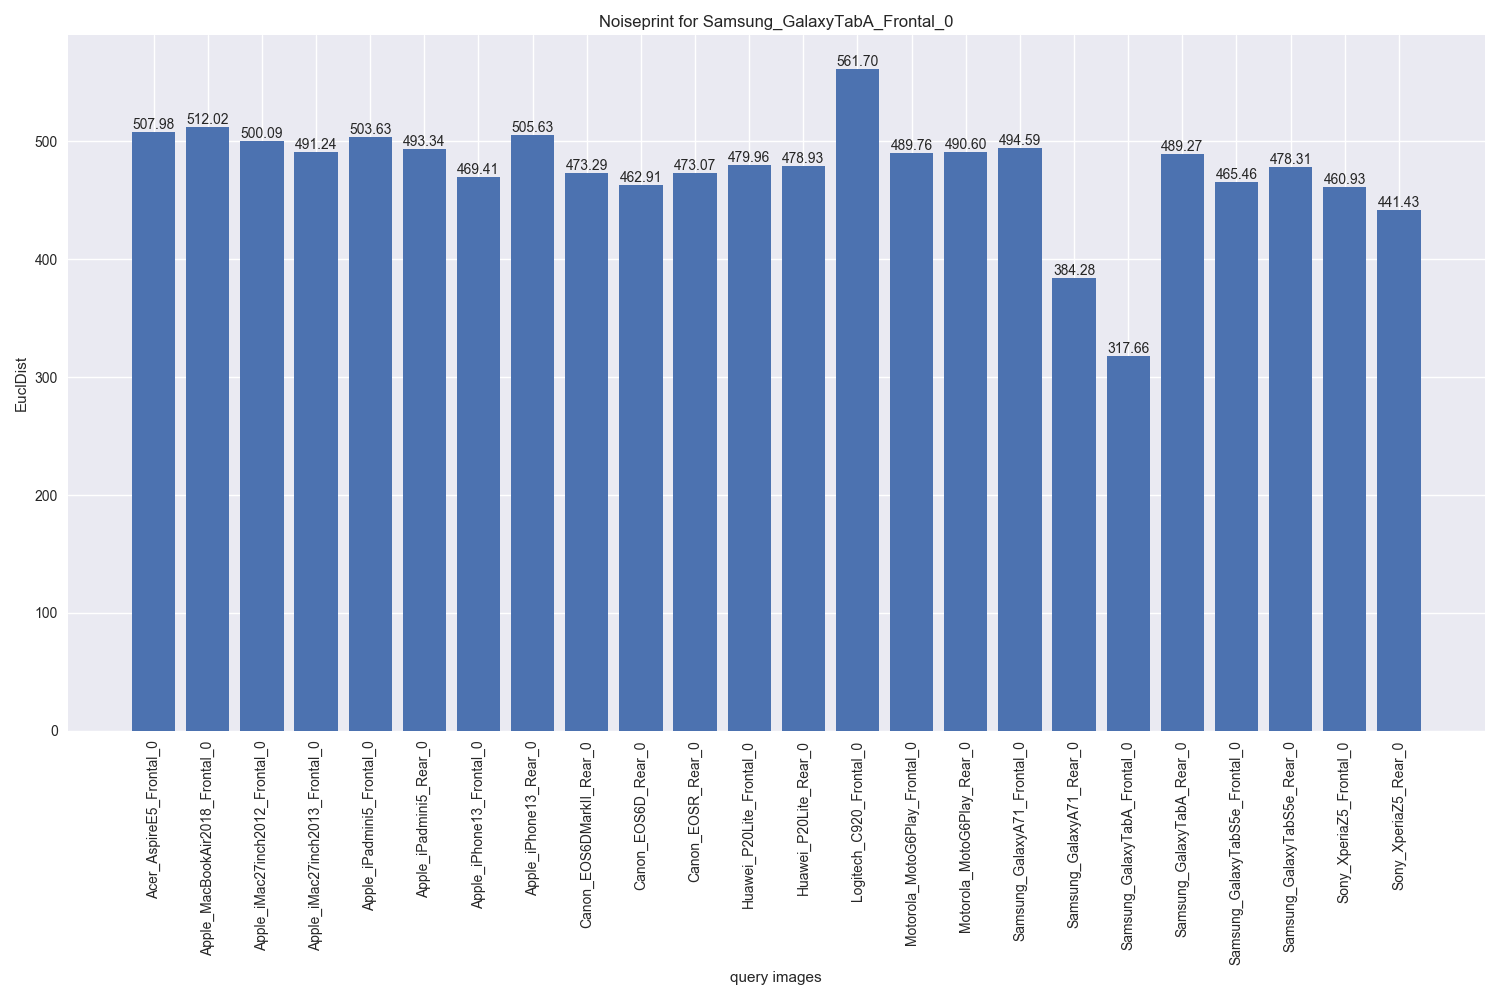 Noiseprint for Samsung_GalaxyTabA_Frontal_0
EuclDist
500
400
300
200
100
0
507.98
512.02
500.09
491.24
503.63
493.34
469.41
505.63
473.29
462.91
473.07
479.96
478.93
561.70
489.76
490.60
494.59
384.28
317.66
489.27
465.46
478.31
460.93
441.43
Acer_AspireE5_Frontal_0
Apple_MacBookAir2018_Frontal_0
Apple_iMac27inch2012_Frontal_0
Apple_iMac27inch2013_Frontal_0
Apple_iPadmini5_Frontal_0
Apple_iPadmini5_Rear_0
Apple_iPhone13_Frontal_0
Apple_iPhone13_Rear_0
Canon_EOS6DMarkII_Rear_0
Canon_EOS6D_Rear_0
Canon_EOSR_Rear_0
Huawei_P20Lite_Frontal_0
Huawei_P20Lite_Rear_0
Logitech_C920_Frontal_0
Motorola_MotoG6Play_Frontal_0
Motorola_MotoG6Play_Rear_0
Samsung_GalaxyA71_Frontal_0
Samsung_GalaxyA71_Rear_0
Samsung_GalaxyTabA_Frontal_0
Samsung_GalaxyTabA_Rear_0
Samsung_GalaxyTabS5e_Frontal_0
Samsung_GalaxyTabS5e_Rear_0
Sony_XperiaZ5_Frontal_0
Sony_XperiaZ5_Rear_0
query images